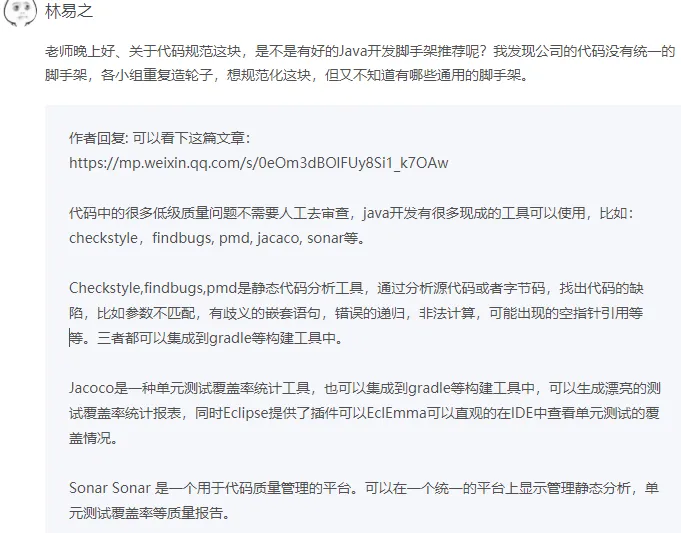 林易之
老师晚上好、关于代码规范这块，是不是有好的Java开发脚手架推荐呢？我发现公司的代码没有统一的
脚手架，各小组重复造轮子，想规范化这块，但又不知道有哪些通用的脚手架。
作者回复: 可以看下这篇文章：
https://mp.weixin.qq.com/s/0eOm3dBOIFUy8Si1_k7OAw
代码中的很多低级质量问题不需要人工去审查，java开发有很多现成的工具可以使用，比如：
checkstyle，findbugs, pmd, jacaco, sonar等。
Checkstyle,findbugs,pmd是静态代码分析工具，通过分析源代码或者字节码，找出代码的缺
陷，比如参数不匹配，有歧义的嵌套语句，错误的递归，非法计算，可能出现的空指针引用等
等。三者都可以集成到gradle等构建工具中。
Jacoco是一种单元测试覆盖率统计工具，也可以集成到gradle等构建工具中，可以生成漂亮的测
试覆盖率统计报表，同时Eclipse提供了插件可以EclEmma可以直观的在IDE中查看单元测试的覆
盖情况。
Sonar Sonar 是一个用于代码质量管理的平台。可以在一个统一的平台上显示管理静态分析，单
元测试覆盖率等质量报告。